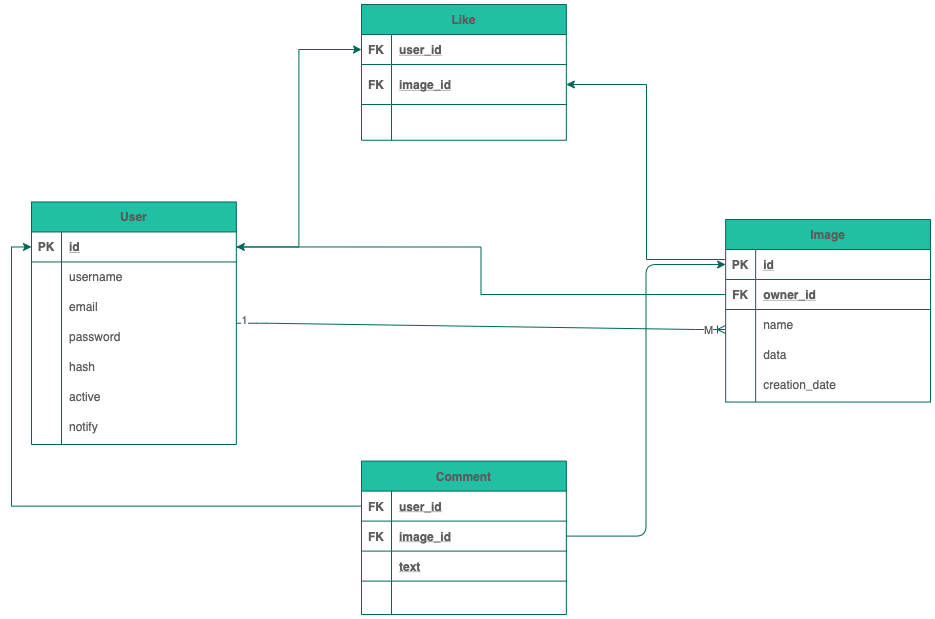 Like
FK user_id
FK image_id
User
PK id
username
email
password
hash
active
notify
1
M
Image
PK id
FK owner_id
name
data
creation_date
Comment
FK user_id
FK image_id
text